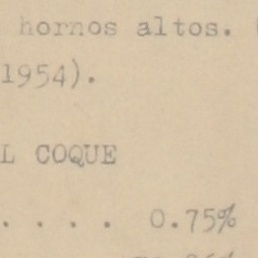 hornos altos.
1954).
L COQUE
. . . . 0.75%